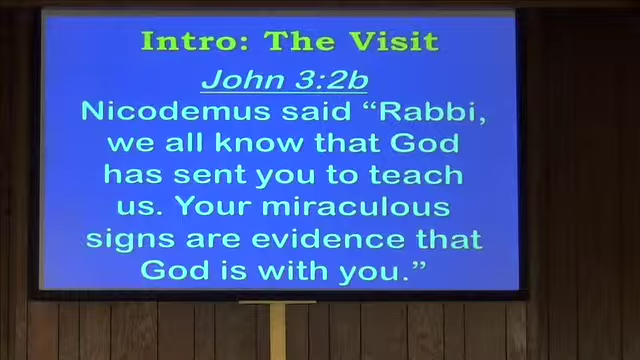 Intro: The Visit
John 3:2b
Nicodemus said “Rabbi,
we all know that God
has sent you to teach
us. Your miraculous
signs are evidence that
God is with you.”